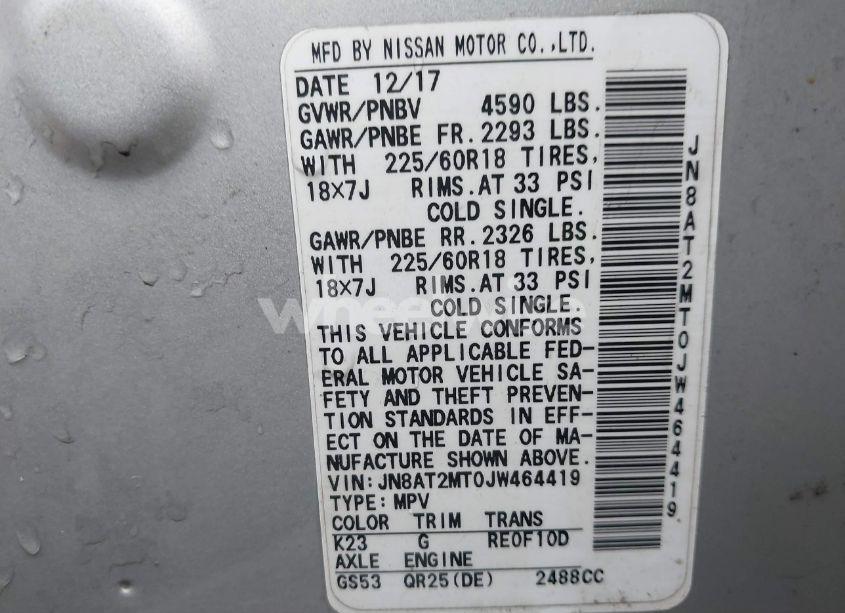 MFD BY NISSAN MOTOR CO.,LTD.
DATE 12/17
GVWR/PNBV 4590 LBS.
GAWR/PNBE FR.2293 LBS.
WITH 225/60R18 TIRES,
18X7J RIMS.AT 33 PSI
COLD SINGLE.
GAWR/PNBE RR.2326 LBS.
WITH 225/60R18 TIRES,
18X7J RIMS.AT 33 PSI
COLD SINGLE.
THIS VEHICLE CONFORMS
TO ALL APPLICABLE FED-
ERAL MOTOR VEHICLE SA-
FETY AND THEFT PREVEN-
TION STANDARDS IN EFF-
ECT ON THE DATE OF MA-
NUFACTURE SHOWN ABOVE.
VIN:JN8AT2MT0JW464419
TYPE:MPV
COLOR TRIM TRANS
K23 G RE0F10D
AXLE ENGINE
GS53 QR25(DE) 2488CC
JN8AT2MT0JW464419